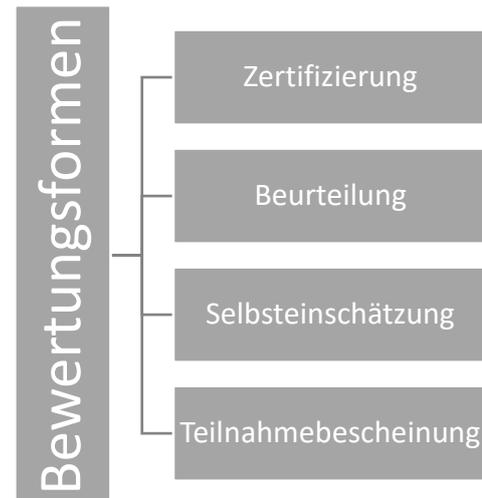 Bewertungsformen
Zertifizierung
Beurteilung
Selbsteinschätzung
Teilnahmebescheinung